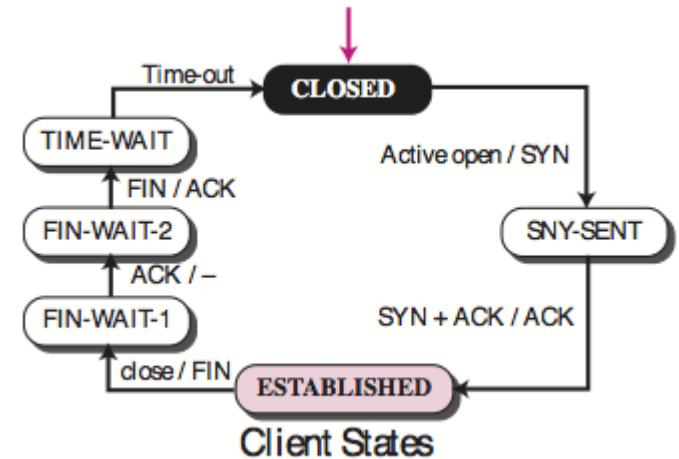 Time-out
CLOSED
TIME-WAIT
Active open / SYN
FIN / ACK
FIN-WAIT-2
SNY-SENT
ACK / –
FIN-WAIT-1
SYN + ACK / ACK
close / FIN
ESTABLISHED
Client States